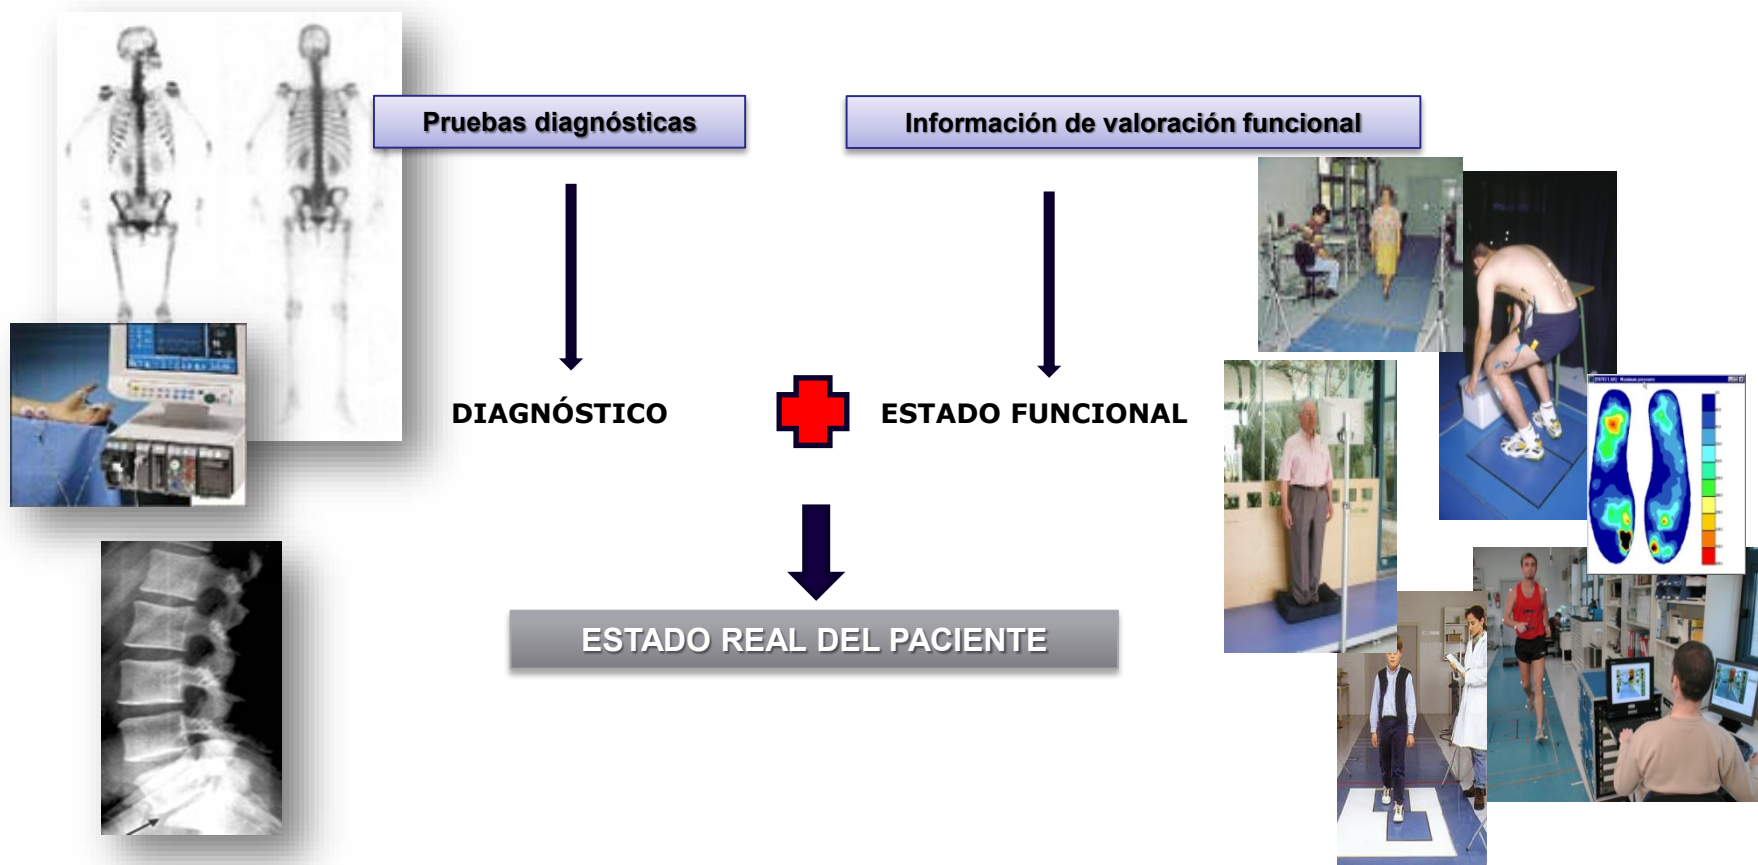 Pruebas diagnósticas
Información de valoración funcional
DIAGNÓSTICO
ESTADO FUNCIONAL
ESTADO REAL DEL PACIENTE